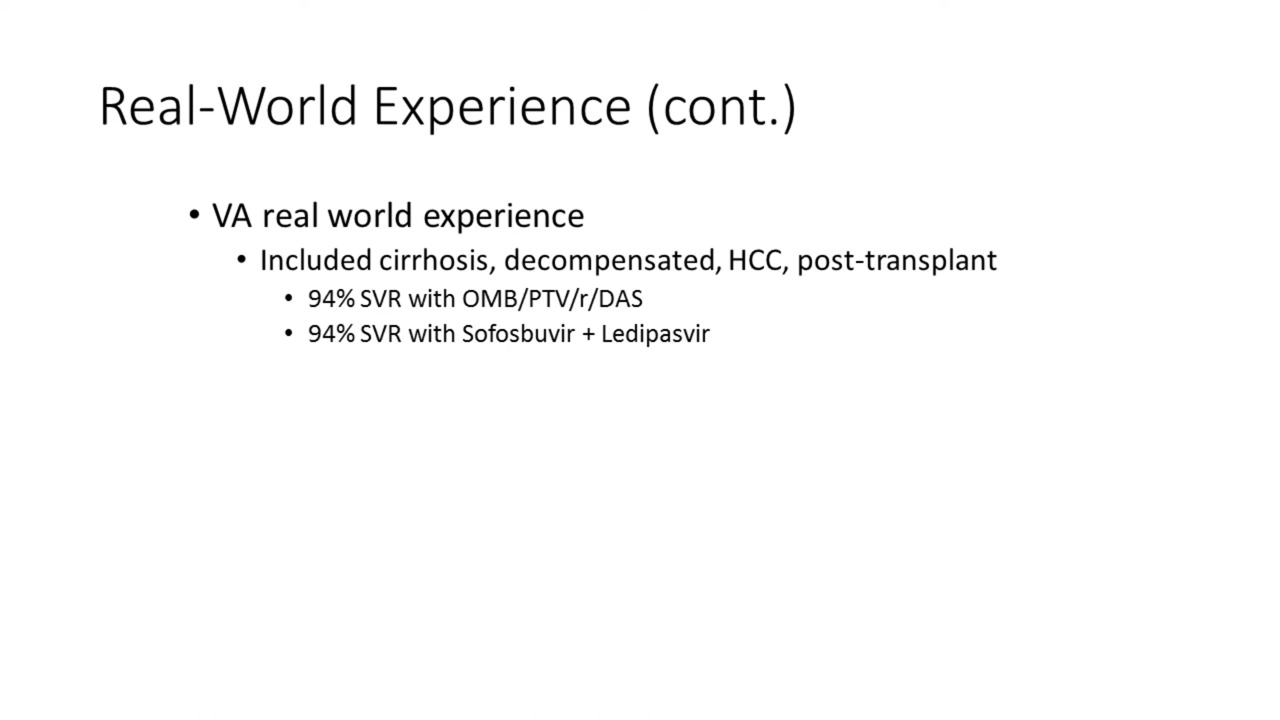 Real-World Experience (cont.)
• VA real world experience
• Included cirrhosis, decompensated, HCC, post-transplant
• 94% SVR with OMB/PTV/r/DAS
• 94% SVR with Sofosbuvir + Ledipasvir